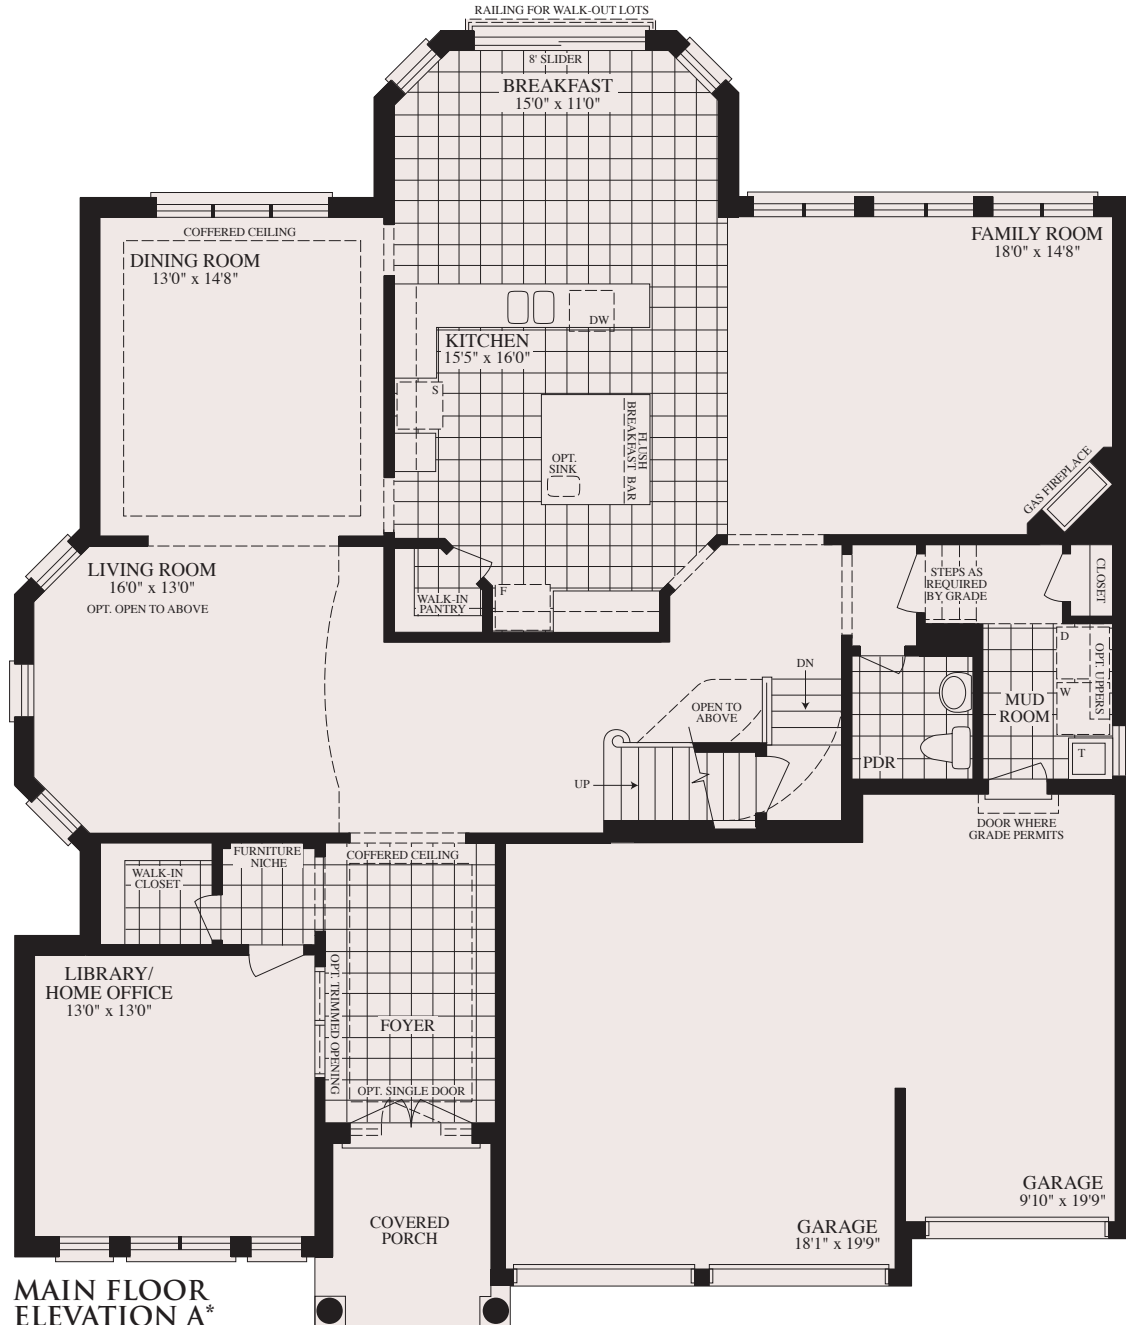 RAILING FOR WALK-OUT LOTS
8' SLIDER
BREAKFAST
15'0" x 11'0"
COFFERED CEILING
DINING ROOM
13'0" x 14'8"
FAMILY ROOM
18'0" x 14'8"
DW
KITCHEN
15'5" x 16'0"
S
FLUSH
BREAKFAST BAR
OPT.
SINK
GAS FIREPLACE
LIVING ROOM
16'0" x 13'0"
OPT. OPEN TO ABOVE
WALK-IN
PANTRY
F
STEPS AS
REQUIRED
BY GRADE
CLOSET
D
OPT. UPPERS
W
MUD
ROOM
T
DN
OPEN TO
ABOVE
UP
PDR
DOOR WHERE
GRADE PERMITS
FURNITURE
NICHE
COFFERED CEILING
WALK-IN
CLOSET
LIBRARY/
HOME OFFICE
13'0" x 13'0"
OPT. TRIMMED OPENING
FOYER
OPT. SINGLE DOOR
COVERED
PORCH
GARAGE
18'1" x 19'9"
GARAGE
9'10" x 19'9"
MAIN FLOOR
ELEVATION A*